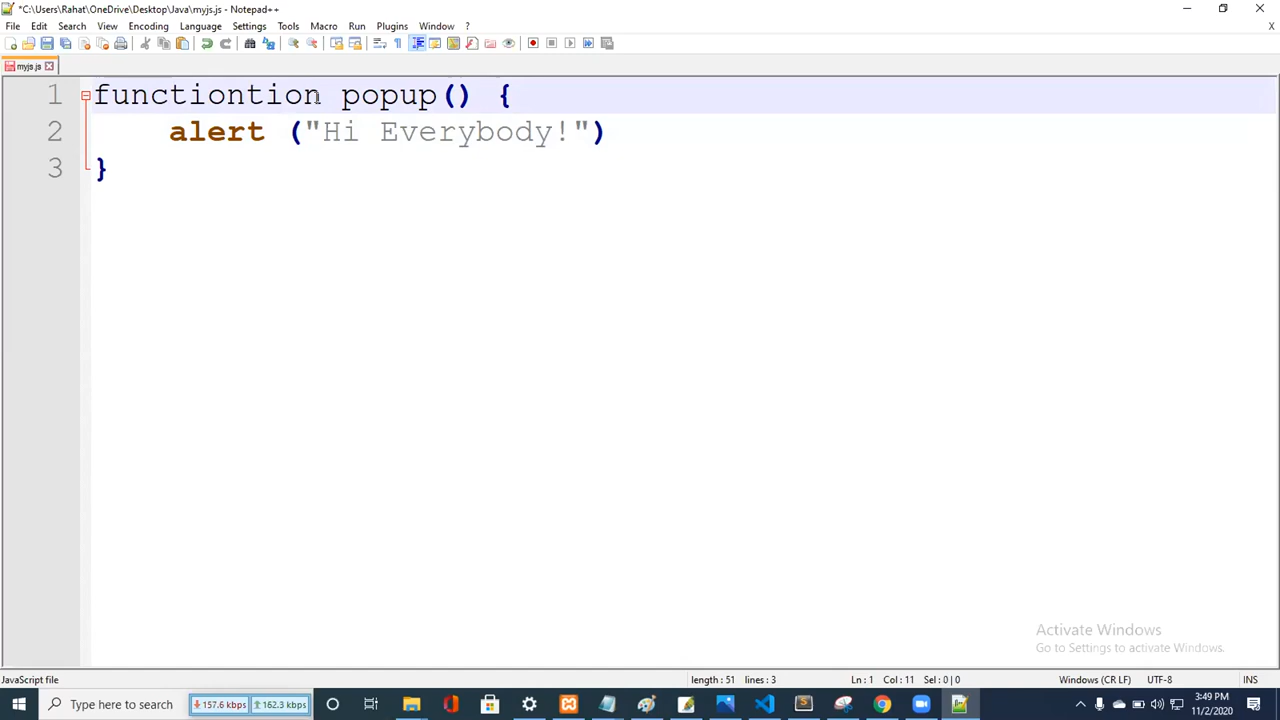 *C:\Users\Rahat\OneDrive\Desktop\Java\myjs.js - Notepad++
File Edit Search View Encoding Language Settings Tools Macro Run Plugins Window ?
X
myjs.js
1 functiontion popup() {
2 alert ("Hi Everybody!")
3 }
Activate Windows
Go to Settings to activate Windows.
JavaScript file length: 51 lines: 3 Ln: 1 Col: 11 Sel: 0 | 0 Windows (CR LF) UTF-8 INS
Type here to search 157.6 kbps 162.3 kbps 3:49 PM
11/2/2020